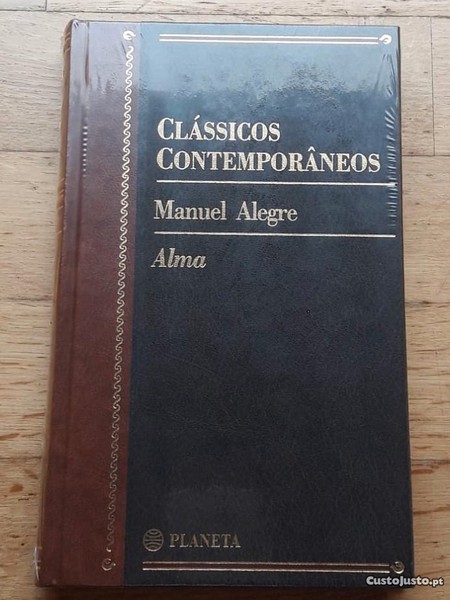 CLÁSSICOS
CONTEMPORÂNEOS
Manuel Alegre
Alma
PLANETA
CustoJusto.pt